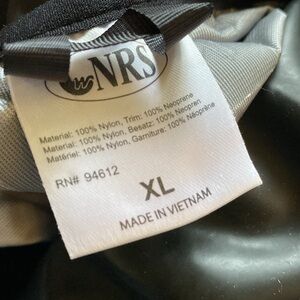 NRS
Material: 100% Nylon, Trim: 100% Neoprene
Material: 100% Nylon, Besatz: 100% Neopren
Matériel: 100% Nylon, Garniture: 100% Néoprène
RN# 94612
XL
MADE IN VIETNAM